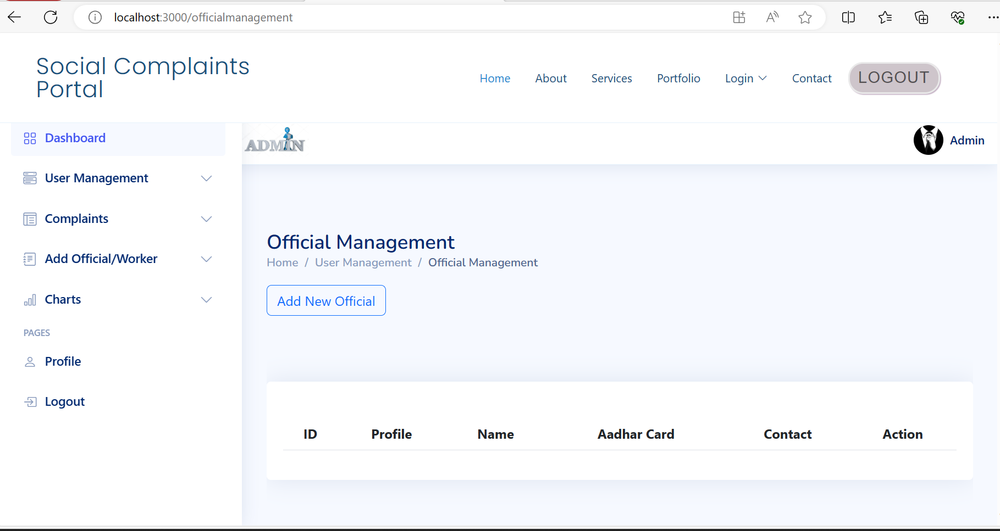 localhost:3000/officialmanagement
Social Complaints
Portal
Home About Services Portfolio Login Contact LOGOUT
Dashboard
ADMIN
Admin
User Management
Complaints
Add Official/Worker
Charts
PAGES
Profile
Logout
Official Management
Home / User Management / Official Management
Add New Official
ID Profile Name Aadhar Card Contact Action